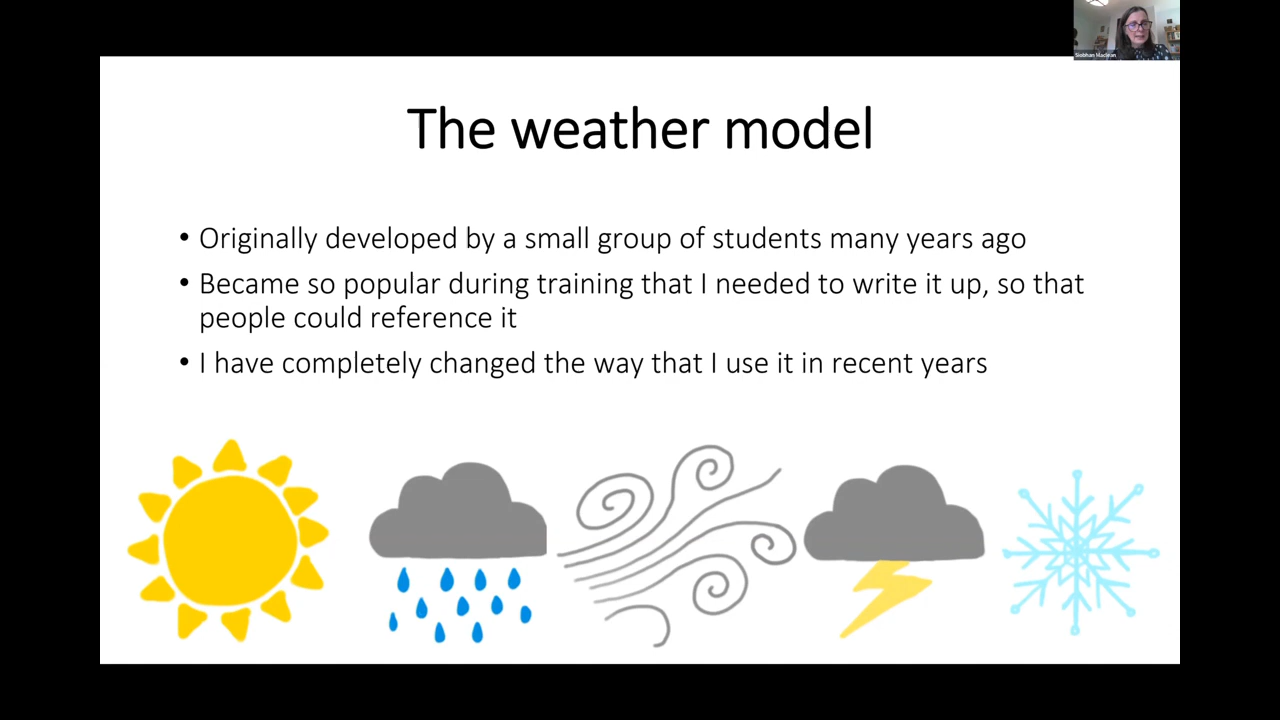 Siobhan Maclean
The weather model
• Originally developed by a small group of students many years ago
• Became so popular during training that I needed to write it up, so that
people could reference it
• I have completely changed the way that I use it in recent years